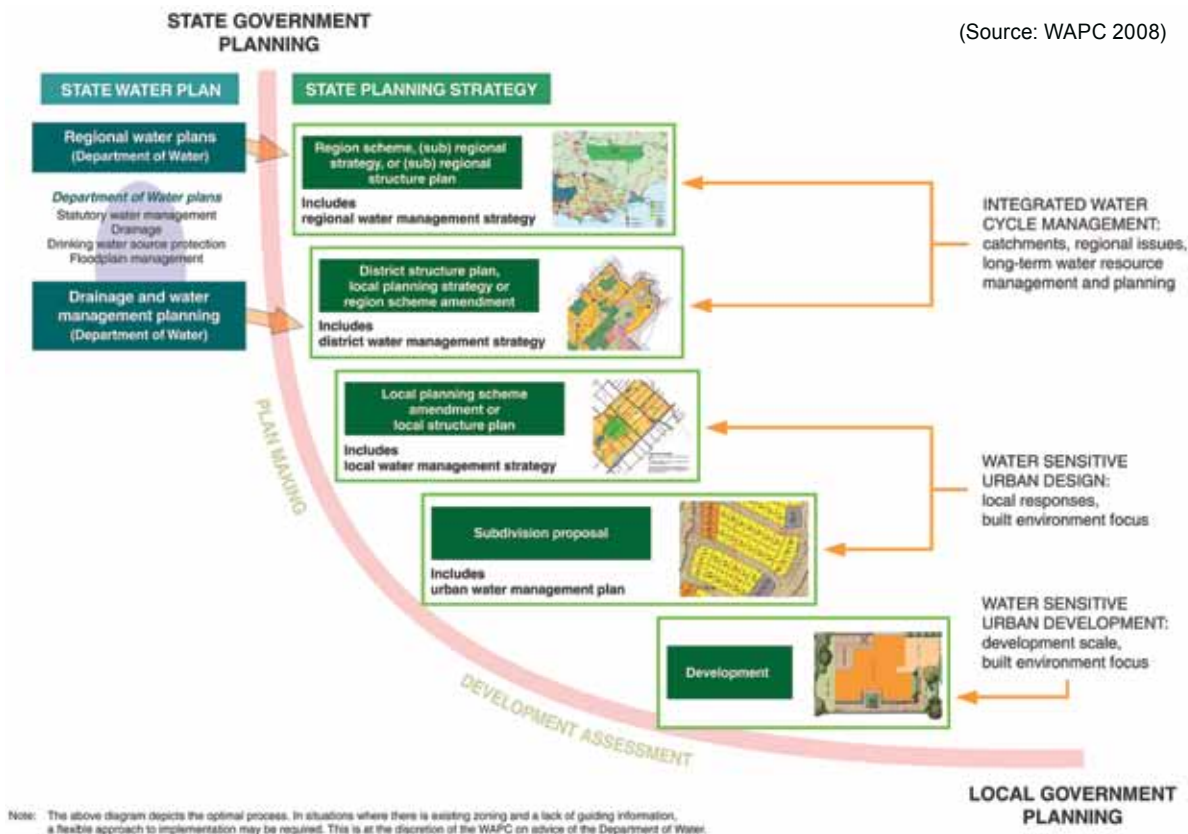 STATE GOVERNMENT
PLANNING
(Source: WAPC 2008)
STATE WATER PLAN
STATE PLANNING STRATEGY
Regional water plans
(Department of Water)
Department of Water plans
Statutory water management
Drainage
Drinking water source protection
Floodplain management
Drainage and water
management planning
(Department of Water)
Region scheme, (sub) regional
strategy, or (sub) regional
structure plan
Includes
regional water management strategy
District structure plan,
local planning strategy or
region scheme amendment
Includes
district water management strategy
INTEGRATED WATER
CYCLE MANAGEMENT:
catchments, regional issues,
long-term water resource
management and planning
Local planning scheme
amendment or
local structure plan
Includes
local water management strategy
Subdivision proposal
Includes
urban water management plan
WATER SENSITIVE
URBAN DESIGN:
local responses,
built environment focus
Development
WATER SENSITIVE
URBAN DEVELOPMENT:
development scale,
built environment focus
PLAN MAKING
DEVELOPMENT ASSESSMENT
LOCAL GOVERNMENT
PLANNING
Note: The above diagram depicts the optimal process. In situations where there is existing zoning and a lack of guiding information,
a flexible approach to implementation may be required. This is at the discretion of the WAPC on advice of the Department of Water.